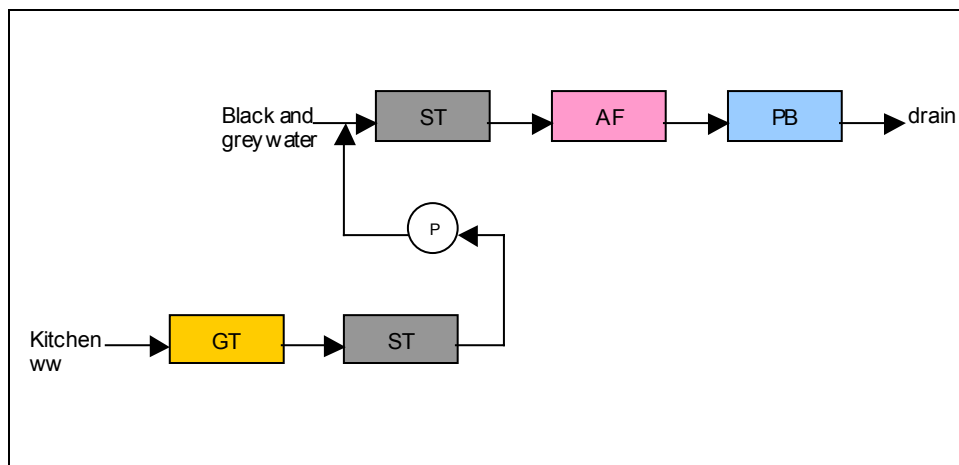 Black and
grey water
ST
AF
PB
drain
P
Kitchen
ww
GT
ST